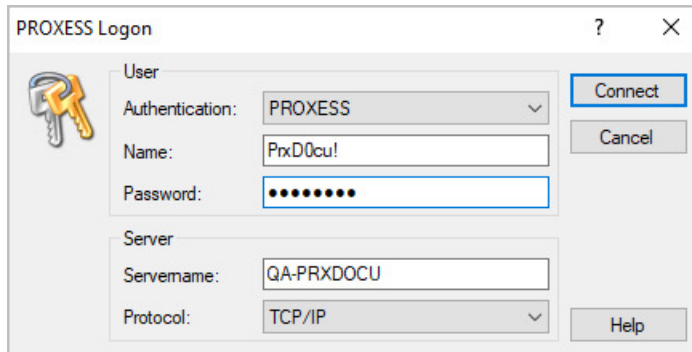 PROXESS Logon ?
User
Authentication: PROXESS
Name: PrxD0cu!
Password: ●●●●●●●●
Connect
Cancel
Server
Servername: QA-PRXDOCU
Protocol: TCP/IP
Help